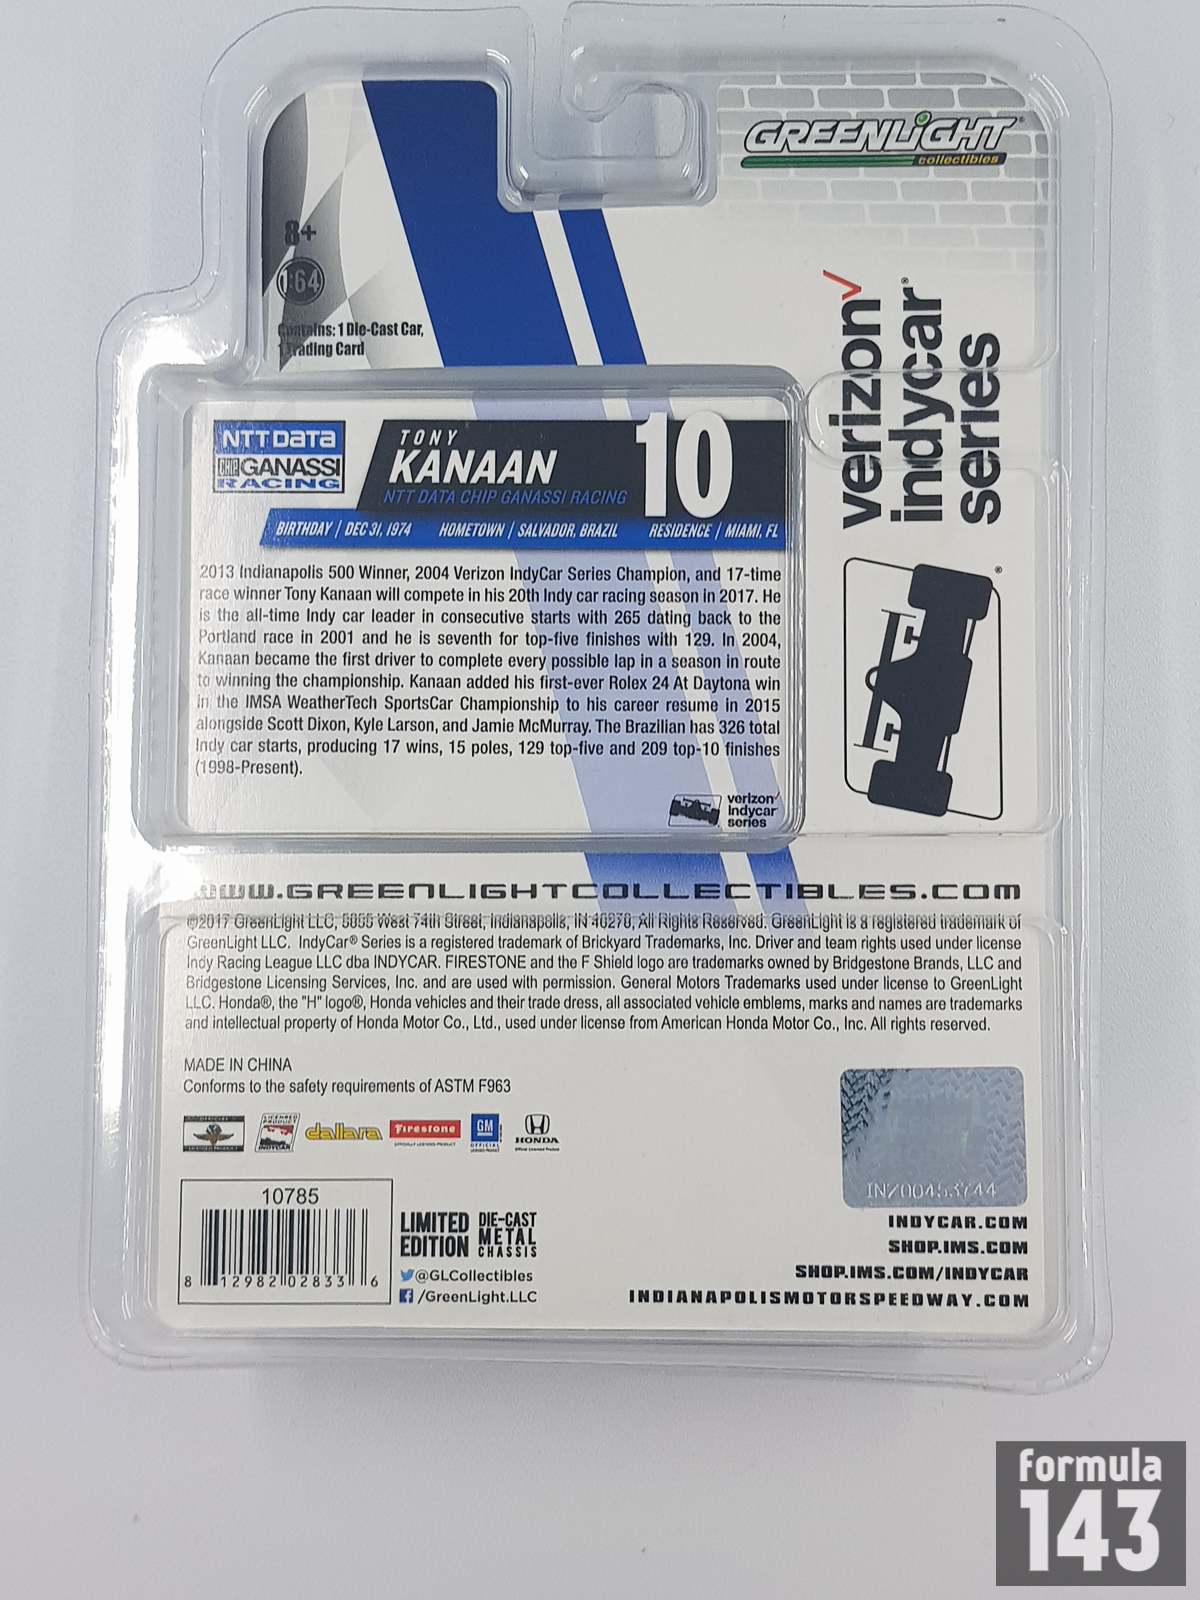 GREENLiGHT
collectibles
8+
1:64
Contains: 1 Die-Cast Car,
1 Trading Card
verizon
indycar
series
NTT DATA
CHIP GANASSI
RACING
TONY
KANAAN
NTT DATA CHIP GANASSI RACING
10
BIRTHDAY / DEC 31, 1974 HOMETOWN / SALVADOR, BRAZIL RESIDENCE / MIAMI, FL
2013 Indianapolis 500 Winner, 2004 Verizon IndyCar Series Champion, and 17-time
race winner Tony Kanaan will compete in his 20th Indy car racing season in 2017. He
is the all-time Indy car leader in consecutive starts with 265 dating back to the
Portland race in 2001 and he is seventh for top-five finishes with 129. In 2004,
Kanaan became the first driver to complete every possible lap in a season in route
to winning the championship. Kanaan added his first-ever Rolex 24 At Daytona win
in the IMSA WeatherTech SportsCar Championship to his career resume in 2015
alongside Scott Dixon, Kyle Larson, and Jamie McMurray. The Brazilian has 326 total
Indy car starts, producing 17 wins, 15 poles, 129 top-five and 209 top-10 finishes
(1998-Present).
verizon
indycar
series
www.GREENLIGHTCOLLECTIBLES.COM
©2017 GreenLight LLC, 5855 West 74th Street, Indianapolis, IN 46278, All Rights Reserved. GreenLight is a registered trademark of
GreenLight LLC. IndyCar® Series is a registered trademark of Brickyard Trademarks, Inc. Driver and team rights used under license
Indy Racing League LLC dba INDYCAR. FIRESTONE and the F Shield logo are trademarks owned by Bridgestone Brands, LLC and
Bridgestone Licensing Services, Inc. and are used with permission. General Motors Trademarks used under license to GreenLight
LLC. Honda®, the "H" logo®, Honda vehicles and their trade dress, all associated vehicle emblems, marks and names are trademarks
and intellectual property of Honda Motor Co., Ltd., used under license from American Honda Motor Co., Inc. All rights reserved.
MADE IN CHINA
Conforms to the safety requirements of ASTM F963
LICENSED
PRODUCT
INDYCAR
dallara
Firestone
OFFICIALLY LICENSED PRODUCT
GM
OFFICIAL
LICENSED PRODUCT
HONDA
Official Licensed Product
10785
8 12982 02833 6
LIMITED
EDITION
DIE-CAST
METAL
CHASSIS
@GLCollectibles
/GreenLight.LLC
INDYCAR.COM
SHOP.IMS.COM
SHOP.IMS.COM/INDYCAR
INDIANAPOLISMOTORSPEEDWAY.COM
formula
143